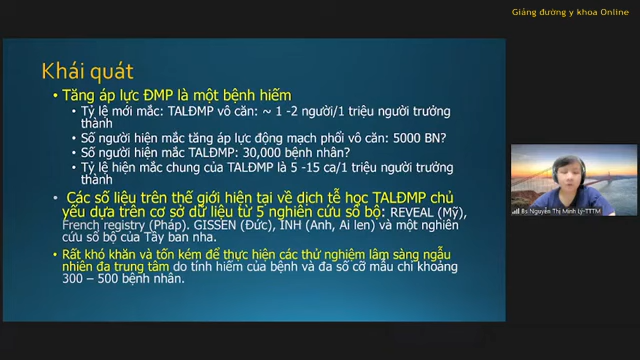 Giảng đường y khoa Online
Khái quát
• Tăng áp lực ĐMP là một bệnh hiếm
• Tỷ lệ mới mắc: TALĐMP vô căn: ~ 1 -2 người/1 triệu người trưởng
thành
• Số người hiện mắc tăng áp lực động mạch phổi vô căn: 5000 BN?
• Số người hiện mắc TALĐMP: 30,000 bệnh nhân?
• Tỷ lệ hiện mắc chung của TALĐMP là 5 -15 ca/1 triệu người trưởng
thành
• Các số liệu trên thế giới hiện tại về dịch tễ học TALĐMP chủ
yếu dựa trên cơ sở dữ liệu từ 5 nghiên cứu sổ bộ: REVEAL (Mỹ),
French registry (Pháp). GISSEN (Đức), INH (Anh, Ai len) và một nghiên
cứu sổ bộ của Tây ban nha.
• Rất khó khăn và tốn kém để thực hiện các thử nghiệm lâm sàng ngẫu
nhiên đa trung tâm do tính hiếm của bệnh và đa số cỡ mẫu chỉ khoảng
300 – 500 bệnh nhân.
Bs Nguyễn Thị Minh Lý-TTTM